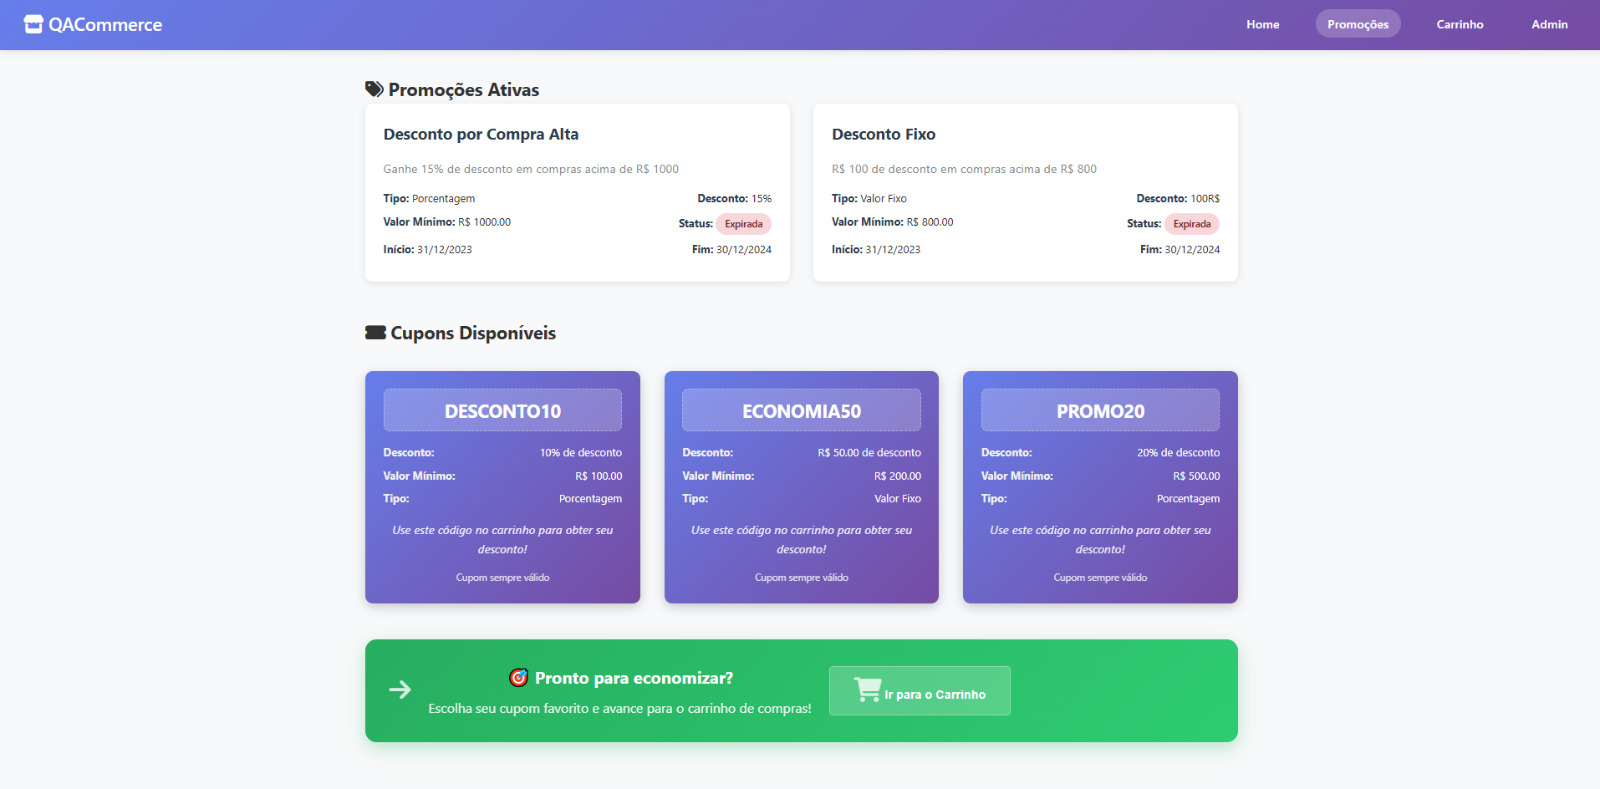 QACommerce
Home
Promoções
Carrinho
Admin
Promoções Ativas
Desconto por Compra Alta
Ganhe 15% de desconto em compras acima de R$ 1000
Tipo: Porcentagem
Desconto: 15%
Valor Mínimo: R$ 1000.00
Status: Expirada
Início: 31/12/2023
Fim: 30/12/2024
Desconto Fixo
R$ 100 de desconto em compras acima de R$ 800
Tipo: Valor Fixo
Desconto: 100R$
Valor Mínimo: R$ 800.00
Status: Expirada
Início: 31/12/2023
Fim: 30/12/2024
Cupons Disponíveis
DESCONTO10
Desconto: 10% de desconto
Valor Mínimo: R$ 100.00
Tipo: Porcentagem
Use este código no carrinho para obter seu
desconto!
Cupom sempre válido
ECONOMIA50
Desconto: R$ 50.00 de desconto
Valor Mínimo: R$ 200.00
Tipo: Valor Fixo
Use este código no carrinho para obter seu
desconto!
Cupom sempre válido
PROMO20
Desconto: 20% de desconto
Valor Mínimo: R$ 500.00
Tipo: Porcentagem
Use este código no carrinho para obter seu
desconto!
Cupom sempre válido
Pronto para economizar?
Escolha seu cupom favorito e avance para o carrinho de compras!
Ir para o Carrinho